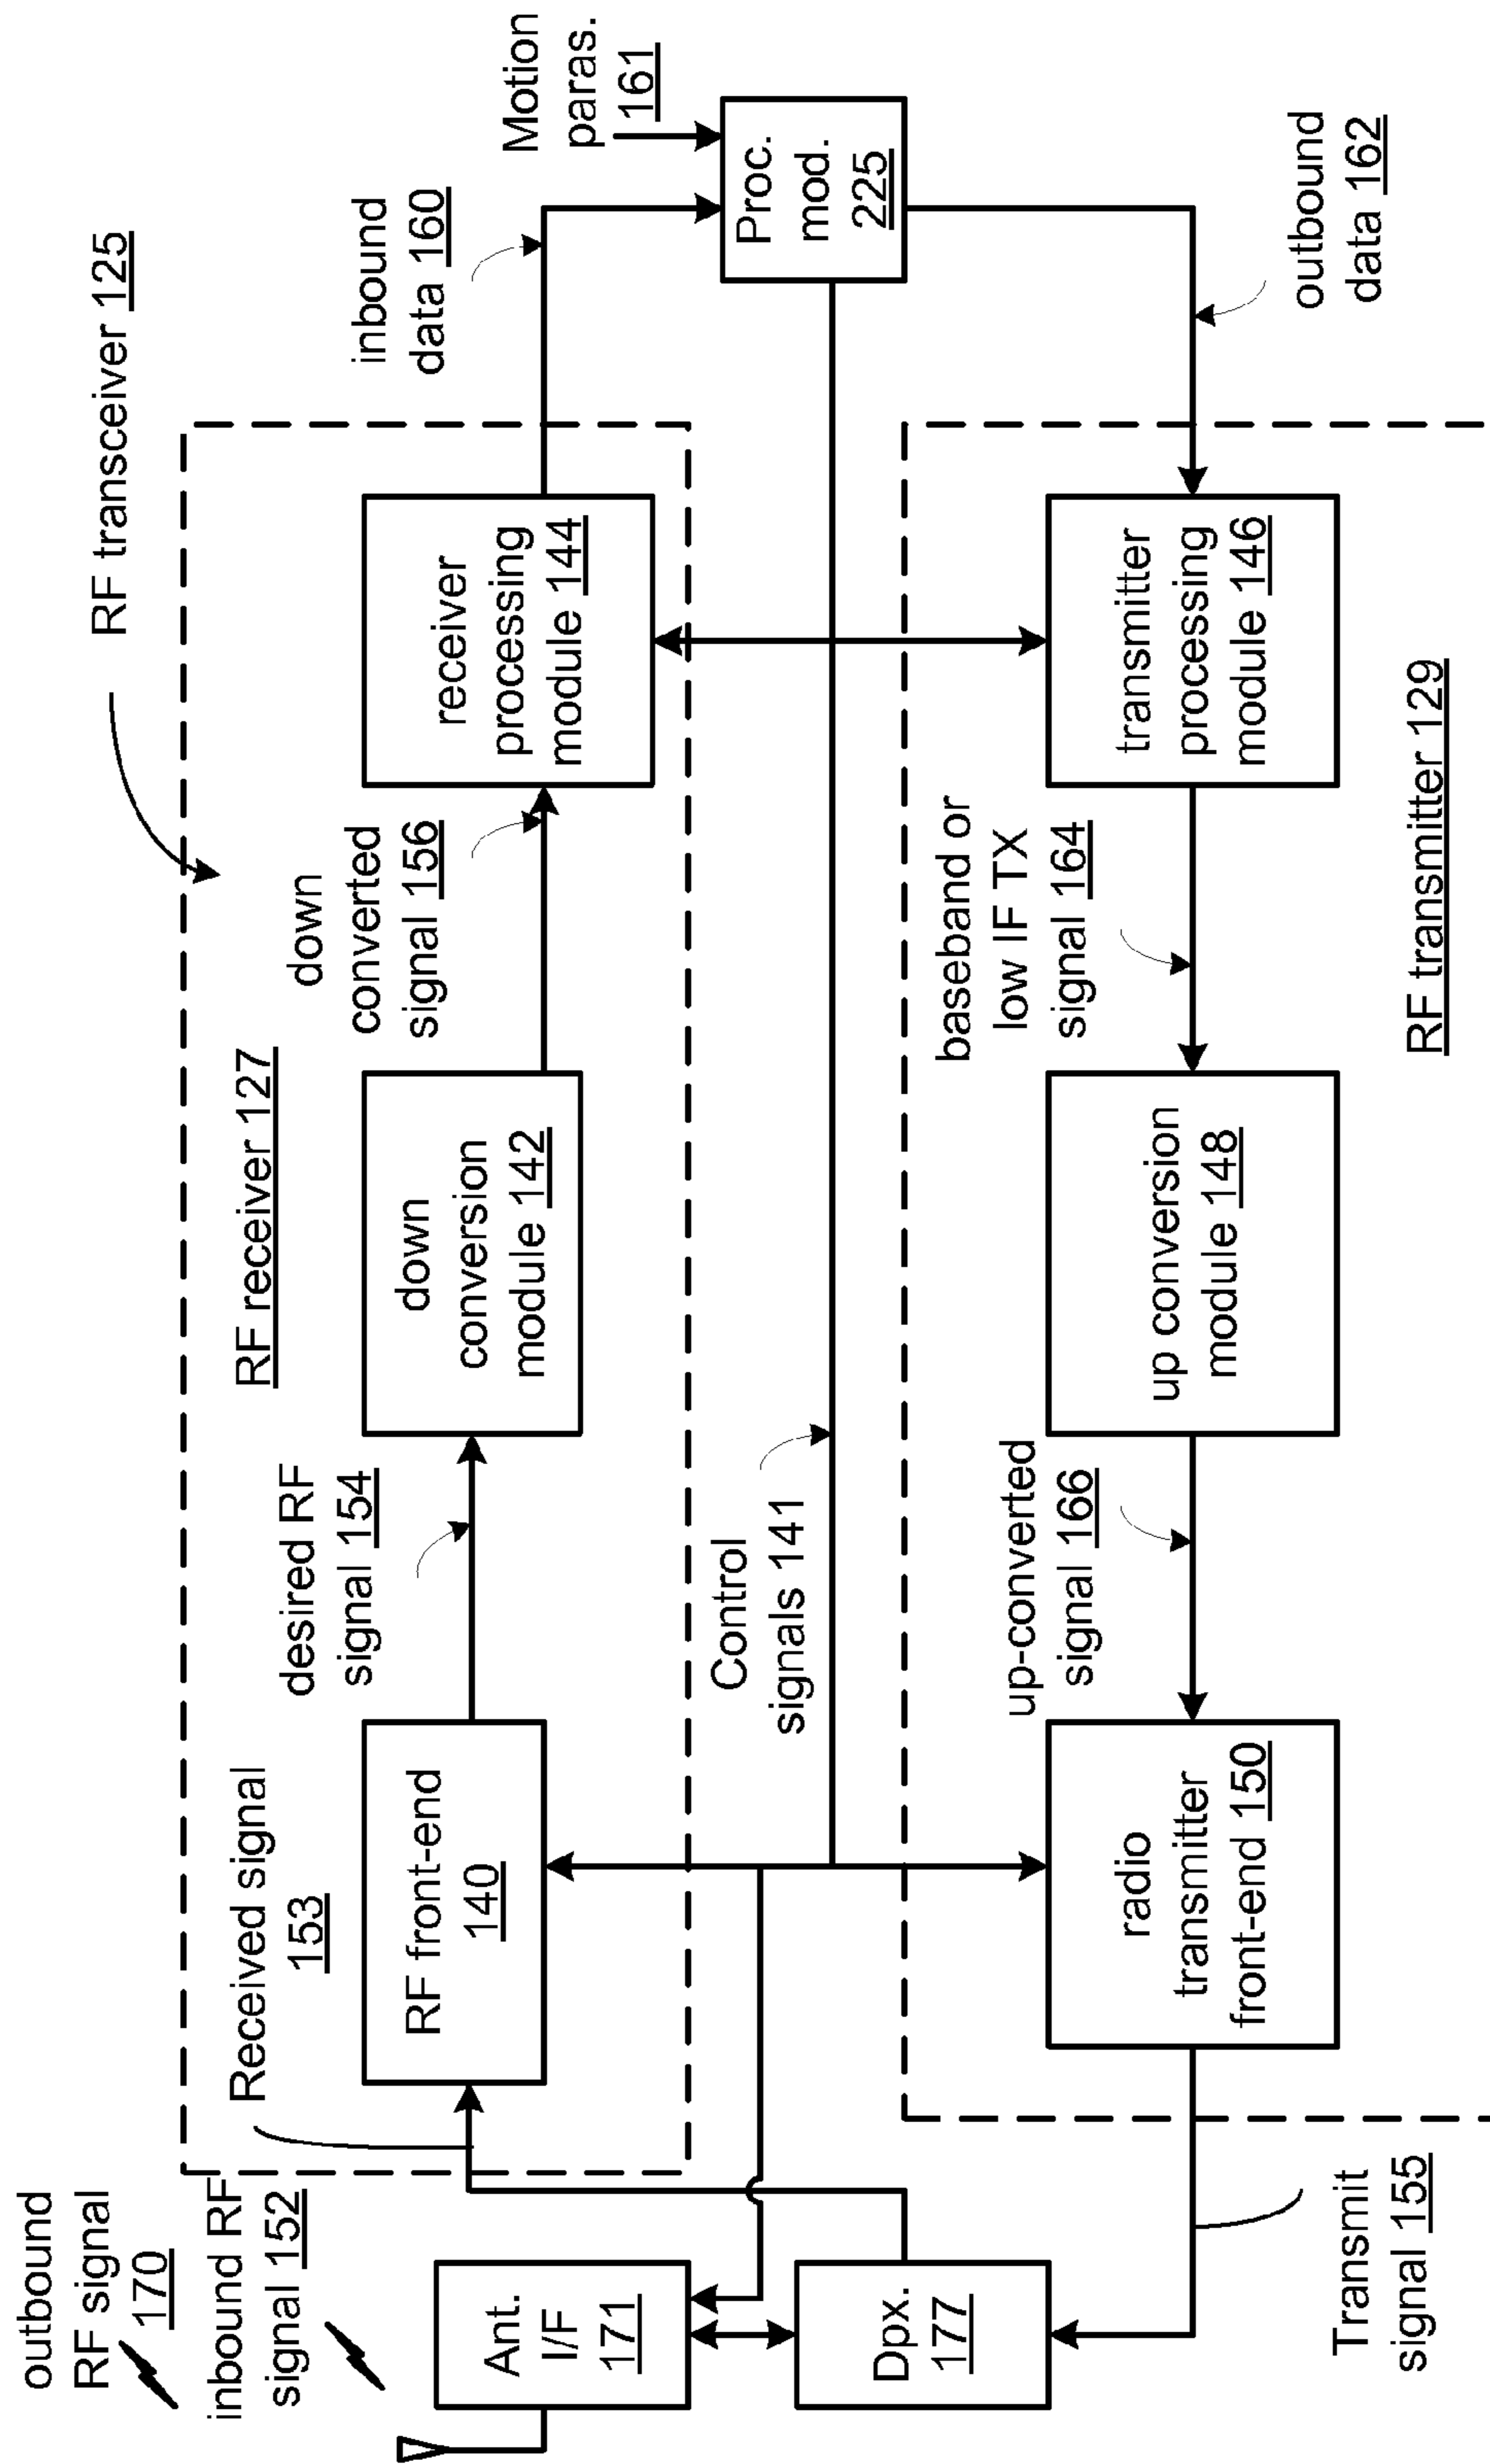 RF transceiver 125
outbound
RF signal
170
inbound RF
signal 152
Received signal
153
RF receiver 127
desired RF
signal 154
down
converted
signal 156
inbound
data 160
Motion
paras.
161
Ant.
I/F
171
RF front-end
140
down
conversion
module 142
receiver
processing
module 144
Control
signals 141
Proc.
mod.
225
Dpx.
177
up-converted
signal 166
baseband or
low IF TX
signal 164
radio
transmitter
front-end 150
up conversion
module 148
transmitter
processing
module 146
outbound
data 162
Transmit
signal 155
RF transmitter 129